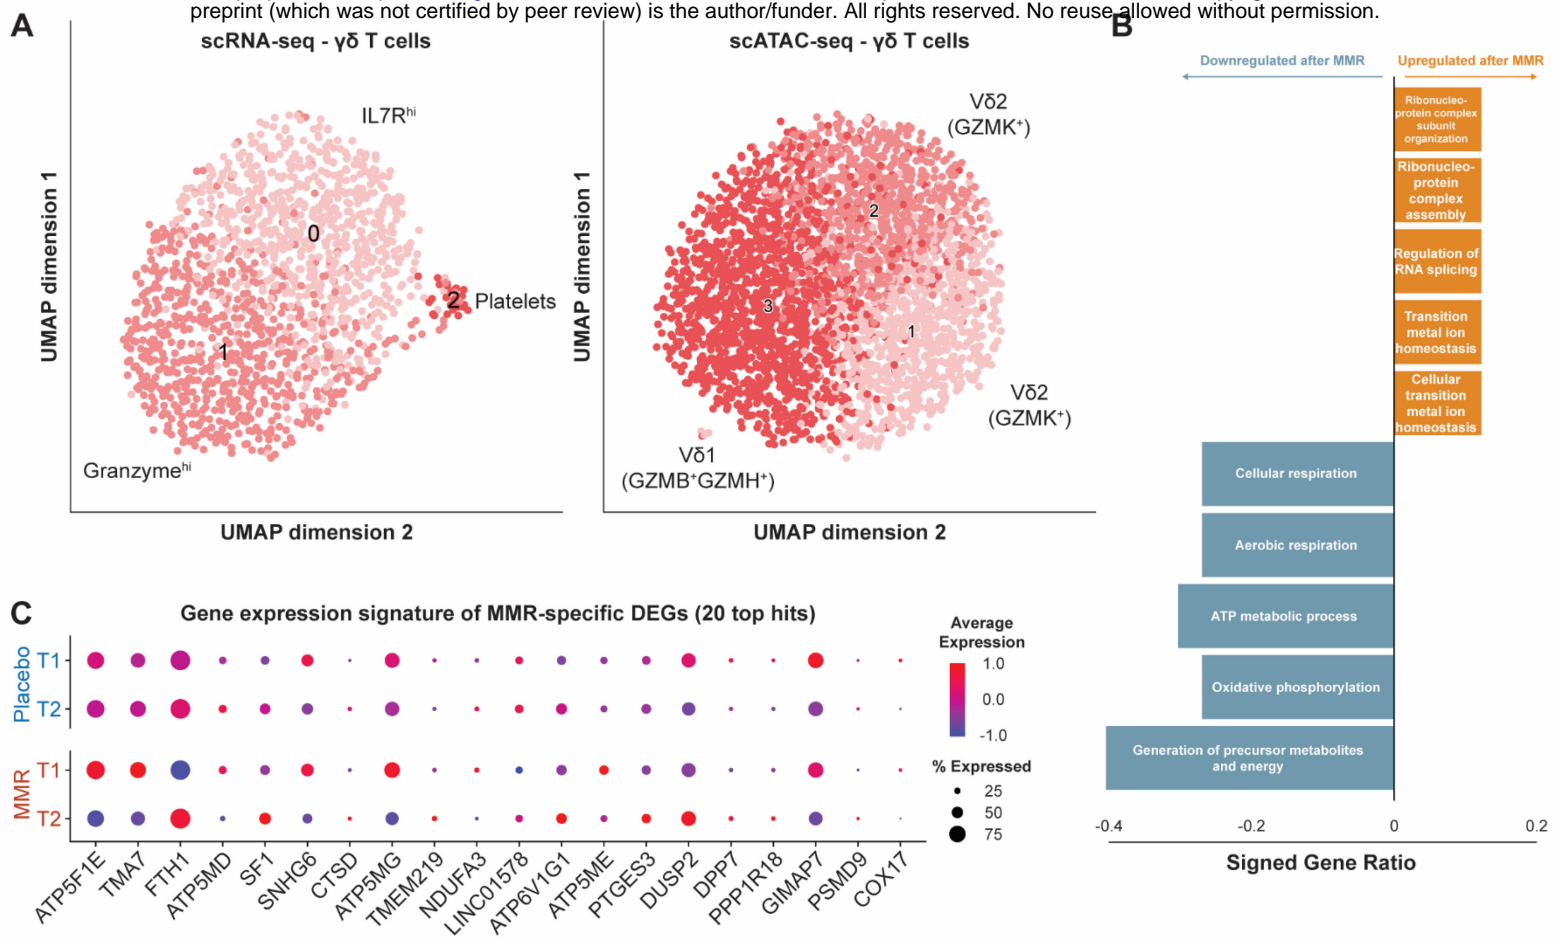 preprint (which was not certified by peer review) is the author/funder. All rights reserved. No reuse allowed without permission.
A
scRNA-seq - γδ T cells
UMAP dimension 1
IL7Rhi
0
1
2
Platelets
Granzymehi
UMAP dimension 2
scATAC-seq - γδ T cells
UMAP dimension 1
Vδ2
(GZMK+)
2
3
1
Vδ2
(GZMK+)
Vδ1
(GZMB+GZMH+)
UMAP dimension 2
B
Downregulated after MMR
Upregulated after MMR
Ribonucleo-
protein complex
subunit
organization
Ribonucleo-
protein
complex
assembly
Regulation of
RNA splicing
Transition
metal ion
homeostasis
Cellular
transition
metal ion
homeostasis
Cellular respiration
Aerobic respiration
ATP metabolic process
Oxidative phosphorylation
Generation of precursor metabolites
and energy
-0.4 -0.2 0 0.2
Signed Gene Ratio
C
Gene expression signature of MMR-specific DEGs (20 top hits)
Placebo
T1
T2
MMR
T1
T2
ATP5F1E TMA7 FTH1 ATP5MD SF1 SNHG6 CTSD ATP5MG TMEM219 NDUFA3 LINC01578 ATP6V1G1 ATP5ME PTGES3 DUSP2 DPP7 PPP1R18 GIMAP7 PSMD9 COX17
Average
Expression
1.0
0.0
-1.0
% Expressed
25
50
75